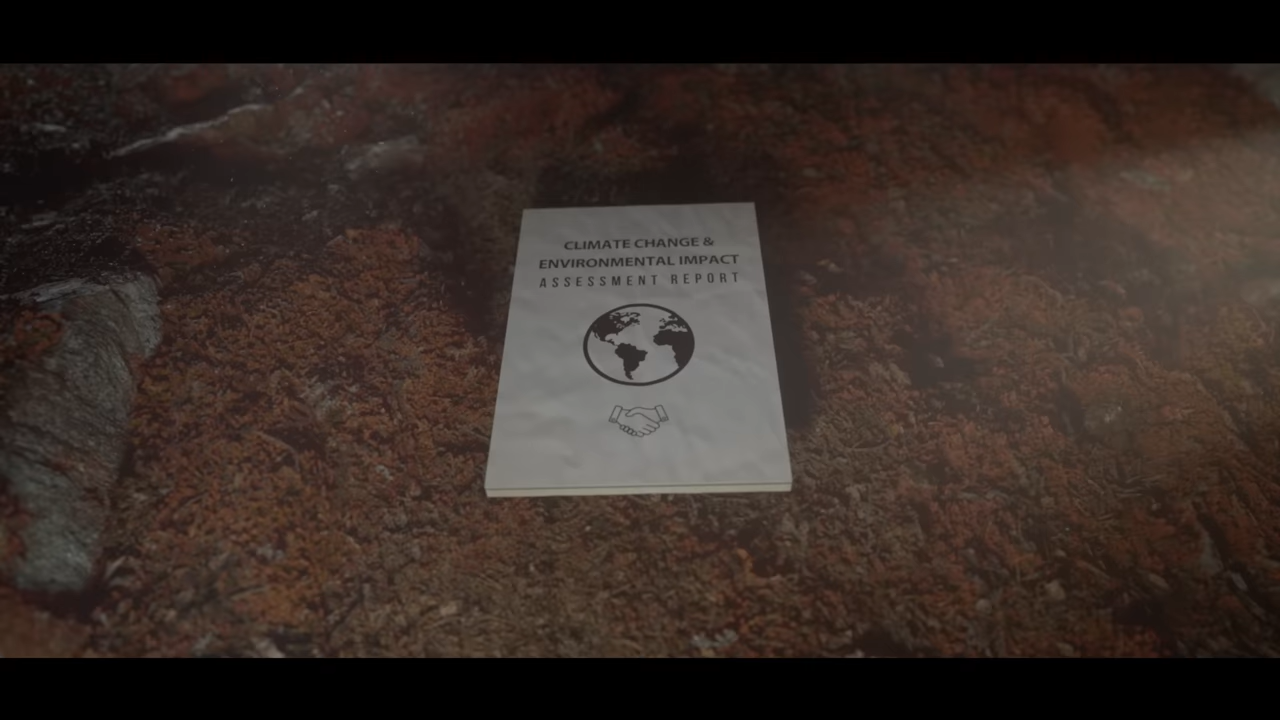 CLIMATE CHANGE &
ENVIRONMENTAL IMPACT
ASSESSMENT REPORT